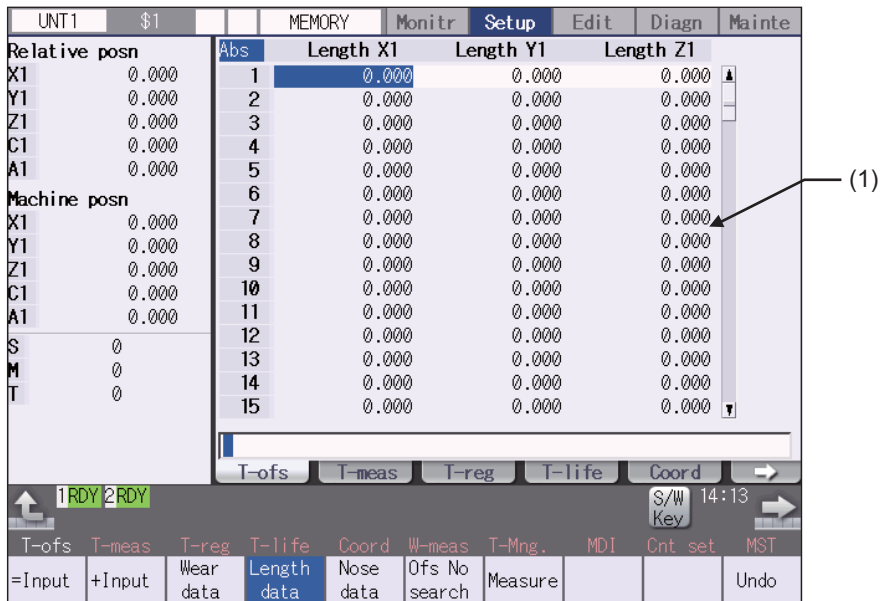 UNT1 $1 MEMORY Monitr Setup Edit Diagn Mainte
Relative posn
X1 0.000
Y1 0.000
Z1 0.000
C1 0.000
A1 0.000
Machine posn
X1 0.000
Y1 0.000
Z1 0.000
C1 0.000
A1 0.000
S 0
M 0
T 0
Abs Length X1 Length Y1 Length Z1
1 0.000 0.000 0.000
2 0.000 0.000 0.000
3 0.000 0.000 0.000
4 0.000 0.000 0.000
5 0.000 0.000 0.000
6 0.000 0.000 0.000
7 0.000 0.000 0.000
8 0.000 0.000 0.000
9 0.000 0.000 0.000
10 0.000 0.000 0.000
11 0.000 0.000 0.000
12 0.000 0.000 0.000
13 0.000 0.000 0.000
14 0.000 0.000 0.000
15 0.000 0.000 0.000
(1)
T-ofs T-meas T-reg T-life Coord
1RDY 2RDY S/W Key 14:13
T-ofs T-meas T-reg T-life Coord W-meas T-Mng. MDI Cnt set MST
=Input +Input Wear data Length data Nose data Ofs No search Measure Undo